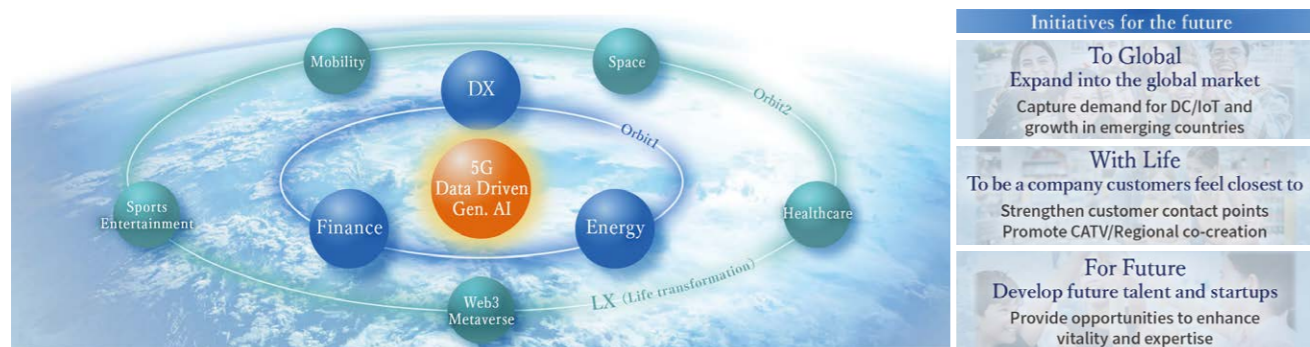 Mobility
Space
DX
Orbit2
Orbit1
5G
Data Driven
Gen. AI
Sports
Entertainment
Finance
Energy
Healthcare
LX (Life transformation)
Web3
Metaverse
Initiatives for the future
To Global
Expand into the global market
Capture demand for DC/IoT and
growth in emerging countries
With Life
To be a company customers feel closest to
Strengthen customer contact points
Promote CATV/Regional co-creation
For Future
Develop future talent and startups
Provide opportunities to enhance
vitality and expertise